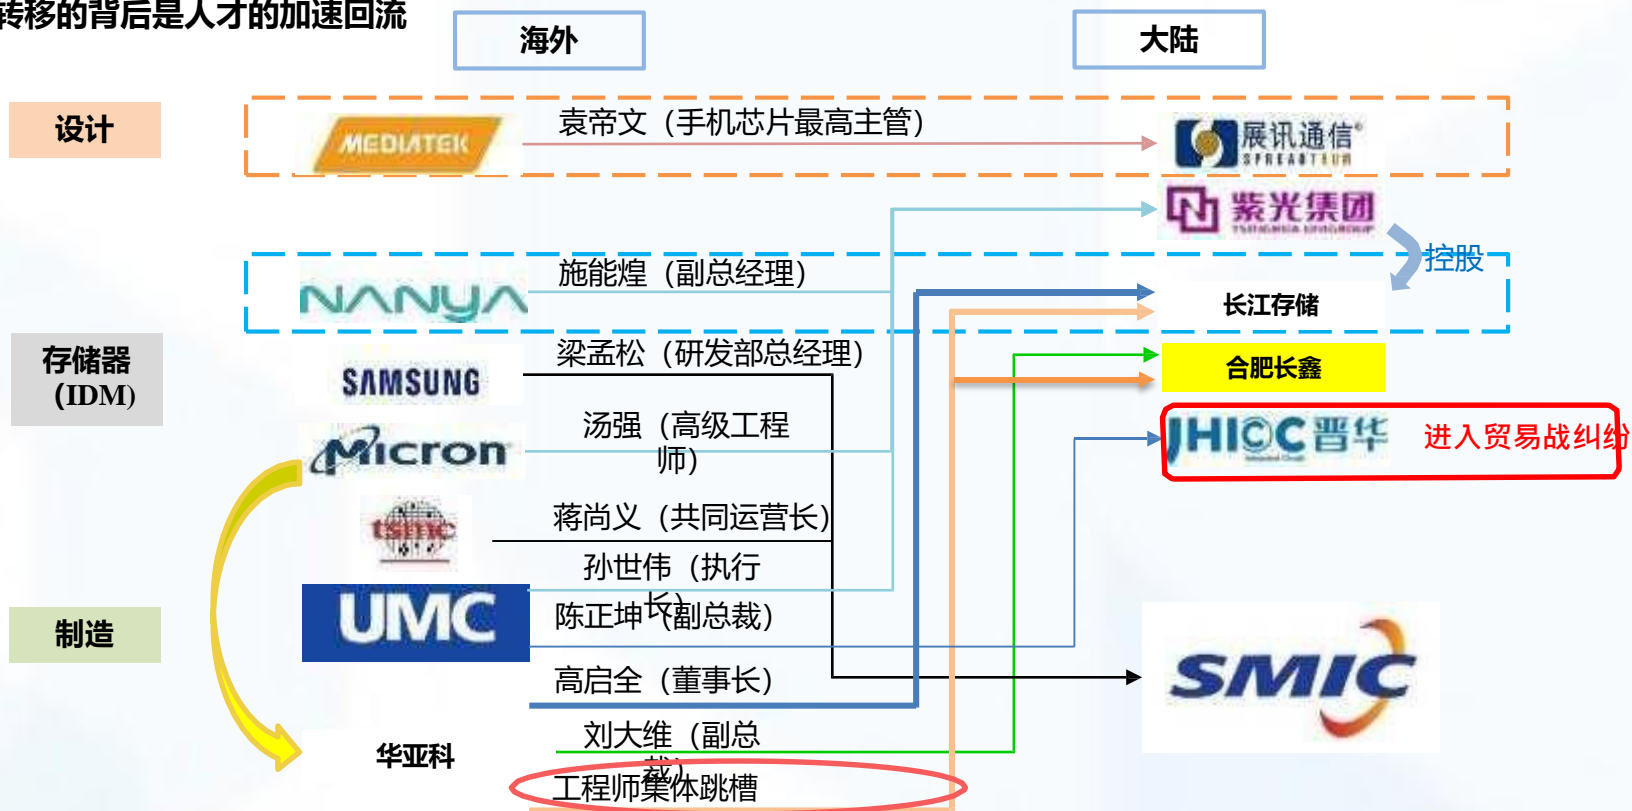 转移的背后是人才的加速回流
海外
大陆
设计
MEDIATEK
袁帝文（手机芯片最高主管）
展讯通信
SPREADTRUM
紫光集团
TSINGHUA UNIGROUP
控股
NANYA
施能煌（副总经理）
长江存储
存储器
（IDM）
SAMSUNG
梁孟松（研发部总经理）
合肥长鑫
Micron
汤强（高级工程
师）
JHICC 晋华
进入贸易战纠纷
tsmc
蒋尚义（共同运营长）
孙世伟（执行
长）
制造
UMC
陈正坤（副总裁）
SMIC
高启全（董事长）
华亚科
刘大维（副总
裁）
工程师集体跳槽